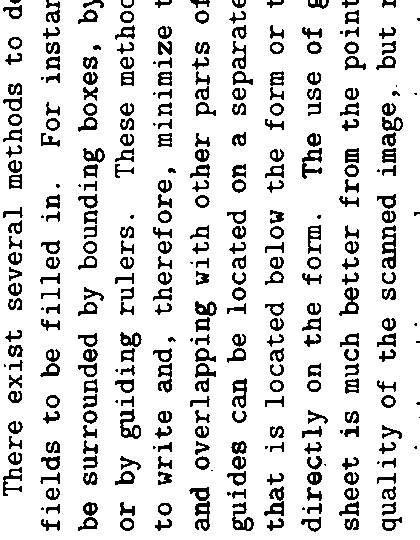 There exist several methods to de
fields to be filled in. For instan
be surrounded by bounding boxes, by
or by guiding rulers. These method
to write and, therefore, minimize t
and overlapping with other parts of
guides can be located on a separate
that is located below the form or t
directly on the form. The use of g
sheet is much better from the point
quality of the scanned image, but r